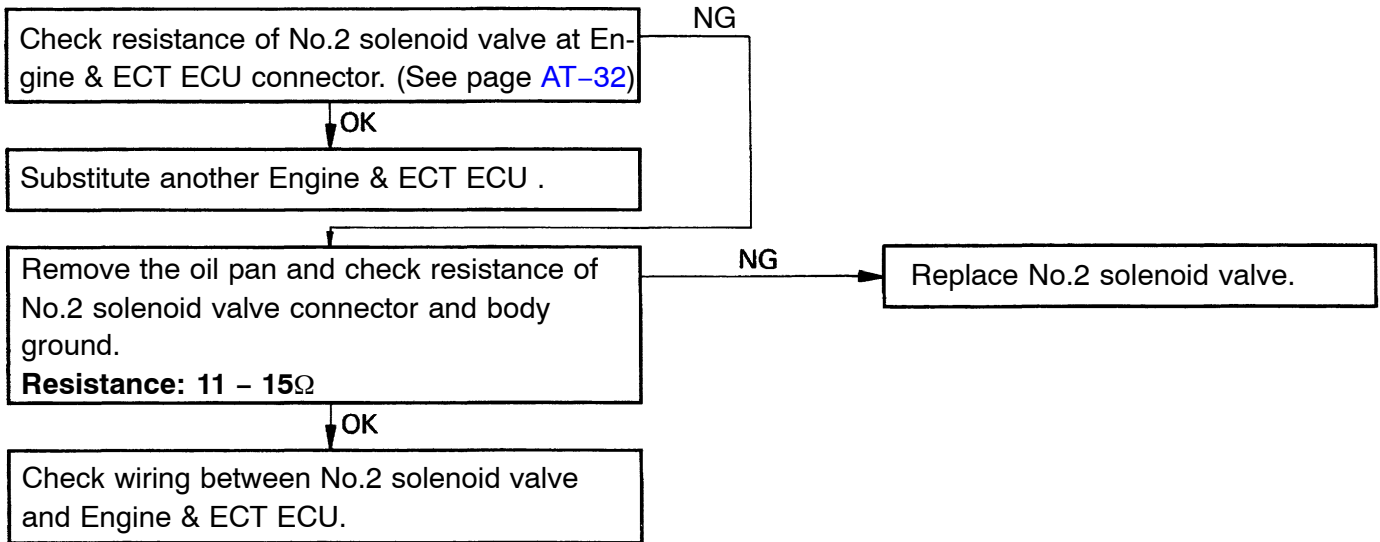 NG
Check resistance of No.2 solenoid valve at En-
gine & ECT ECU connector. (See page AT–32)
OK
Substitute another Engine & ECT ECU .
Remove the oil pan and check resistance of
No.2 solenoid valve connector and body
ground.
Resistance: 11 – 15Ω
NG
Replace No.2 solenoid valve.
OK
Check wiring between No.2 solenoid valve
and Engine & ECT ECU.